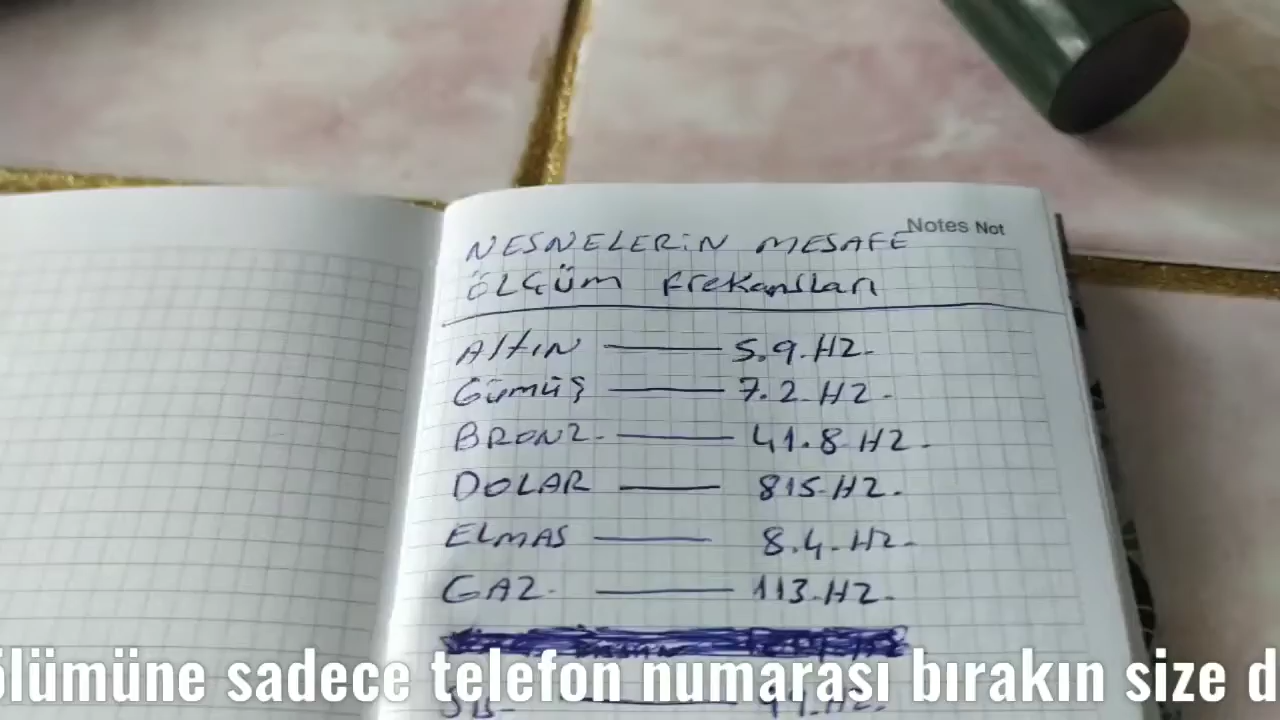 Notes Not
NESNELERİN MESAFE
ÖLÇÜM Frekansları
AltIN — 5.9.HZ.
Gümüş — 7.2.HZ.
BRONZ. — 41.8 HZ.
DOLAR — 815.HZ.
ELMAS — 8.4.HZ.
GAZ. — 113.HZ.
ölümüne sadece telefon numarası bırakın size d